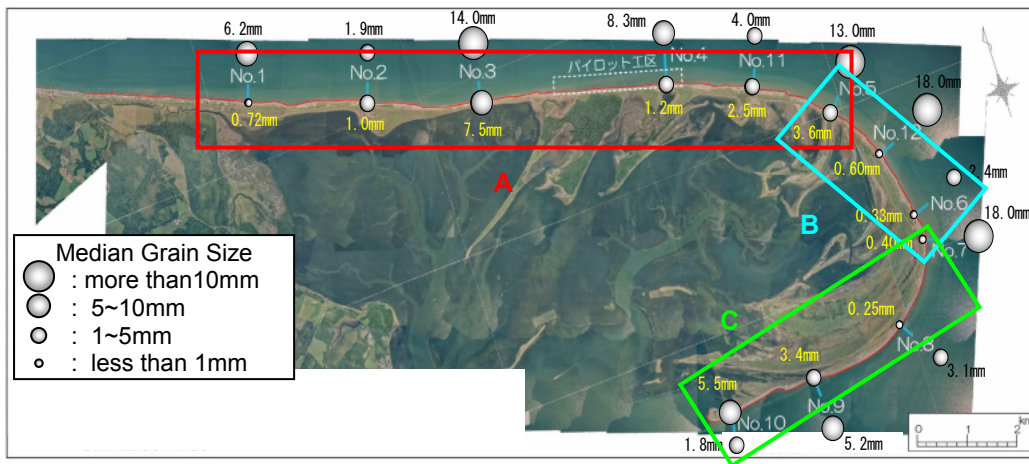 14.0mm
8.3mm
4.0mm
6.2mm
1.9mm
13.0mm
No.1
No.2
No.3
パイロット工区
No.4
No.11
No.5
18.0mm
0.72mm
1.0mm
7.5mm
1.2mm
2.5mm
3.6mm
No.12
0.60mm
2.4mm
A
No.6
0.38mm
B
18.0mm
0.40mm
No.7
Median Grain Size
: more than10mm
: 5~10mm
: 1~5mm
: less than 1mm
0.25mm
C
No.8
3.4mm
3.1mm
5.5mm
No.9
No.10
5.2mm
1.8mm
km
0 1 2